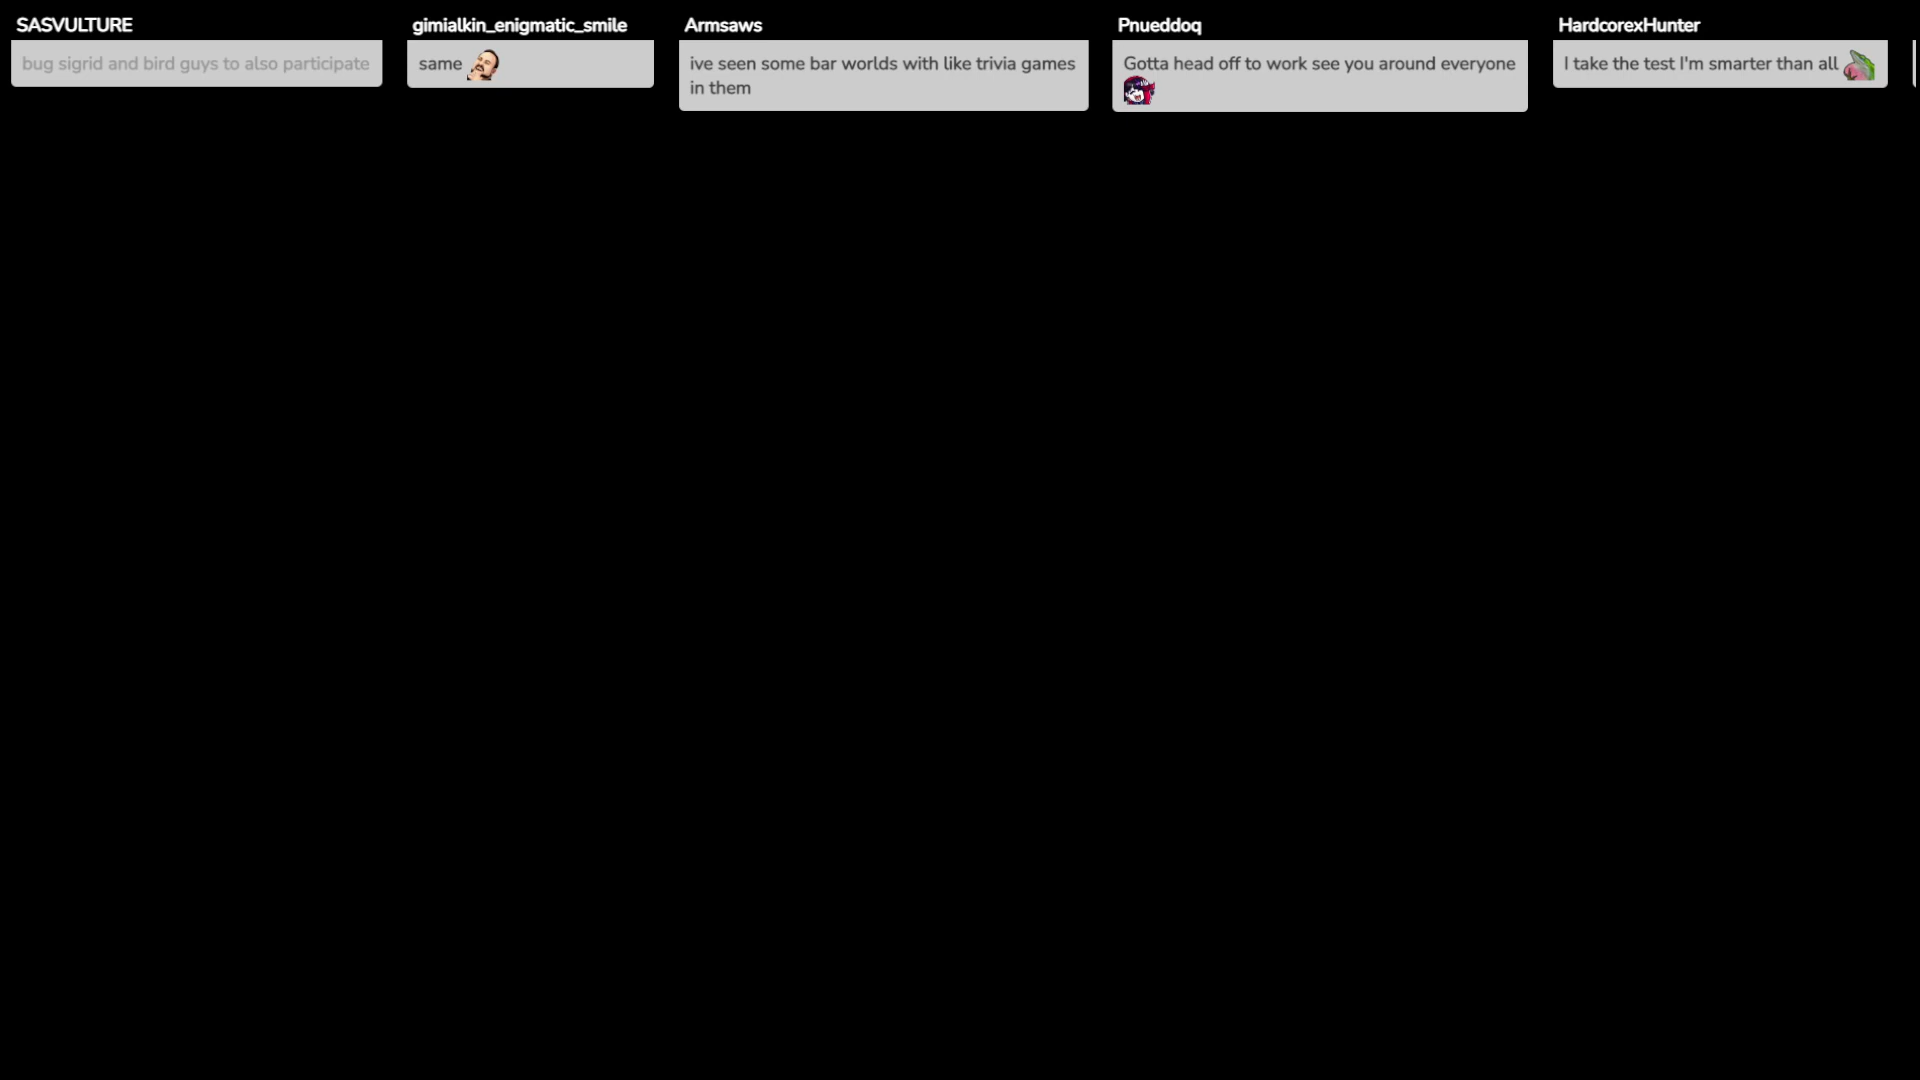 SASVULTURE
bug sigrid and bird guys to also participate
gimialkin_enigmatic_smile
same
Armsaws
ive seen some bar worlds with like trivia games
in them
Pnueddoq
Gotta head off to work see you around everyone
HardcorexHunter
I take the test I'm smarter than all